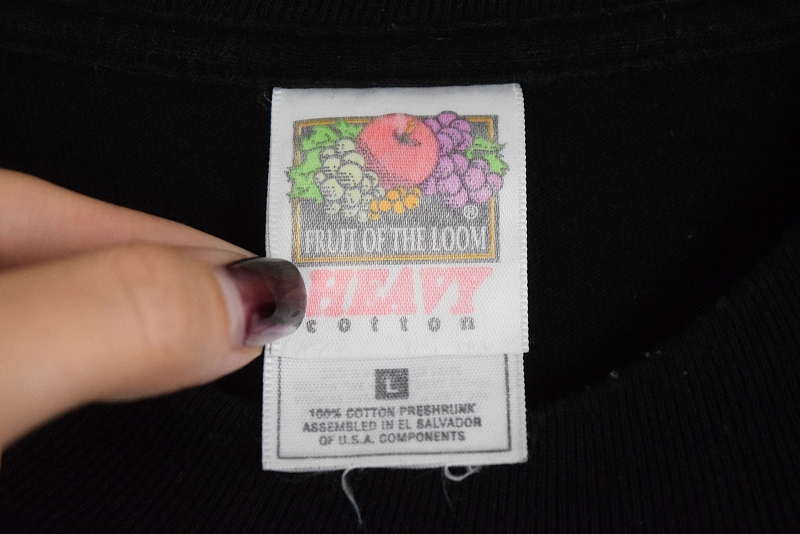 ®
FRUIT OF THE LOOM
HEAVY
cotton
L
100% COTTON PRESHRUNK
ASSEMBLED IN EL SALVADOR
OF U.S.A. COMPONENTS